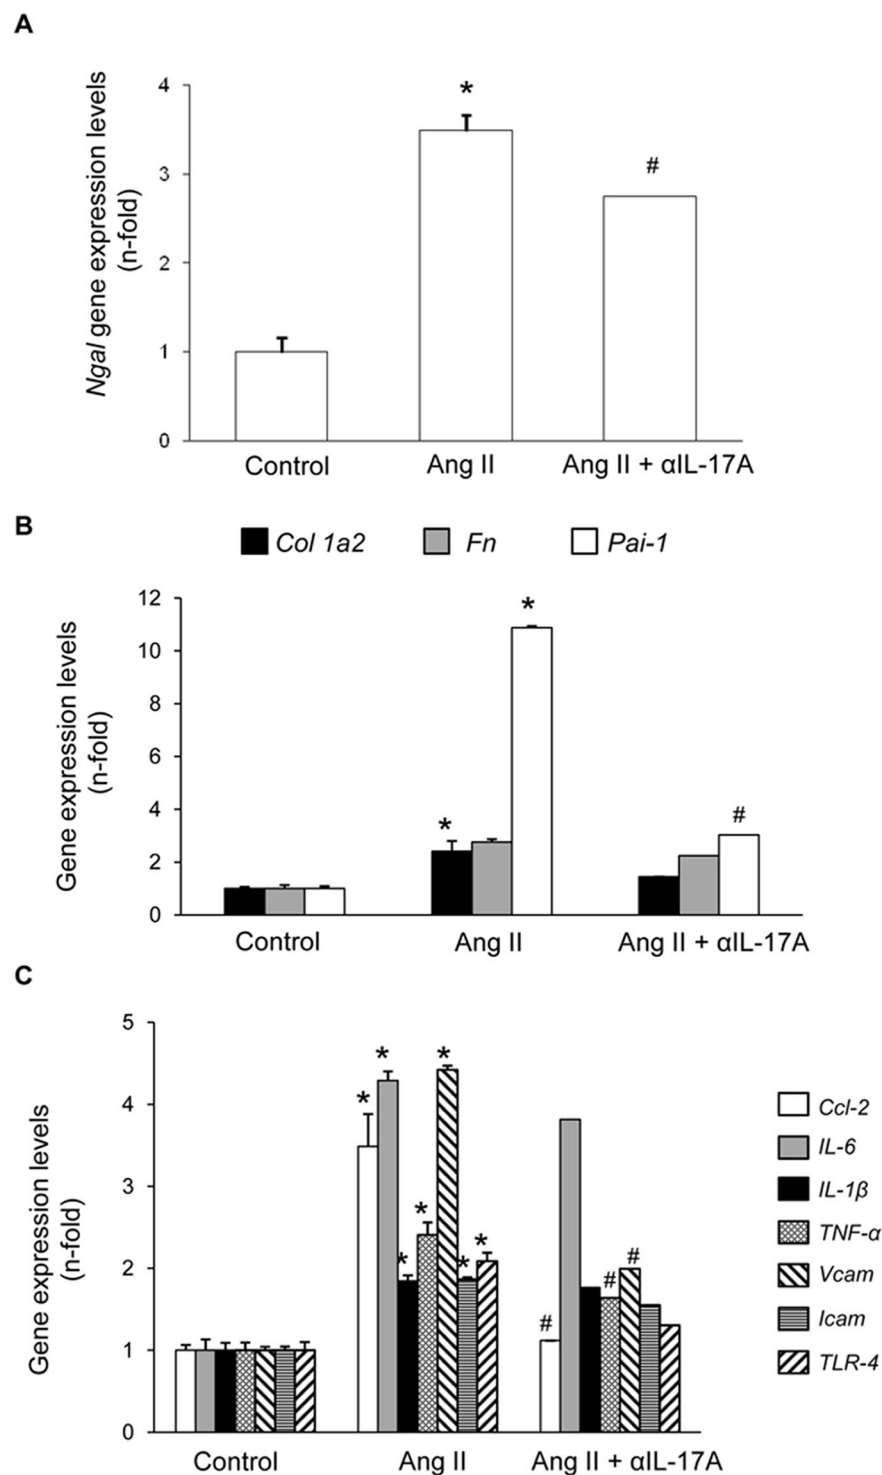 A
Ngal gene expression levels
(n-fold)
4
3
2
1
0
*
#
Control Ang II Ang II + αIL-17A
B
Col 1a2 Fn Pai-1
Gene expression levels
(n-fold)
12
10
8
6
4
2
0
*
*
#
Control Ang II Ang II + αIL-17A
C
Gene expression levels
(n-fold)
5
4
3
2
1
0
* * * * * * *
# # #
Control Ang II Ang II + αIL-17A
Ccl-2
IL-6
IL-1β
TNF-α
Vcam
Icam
TLR-4